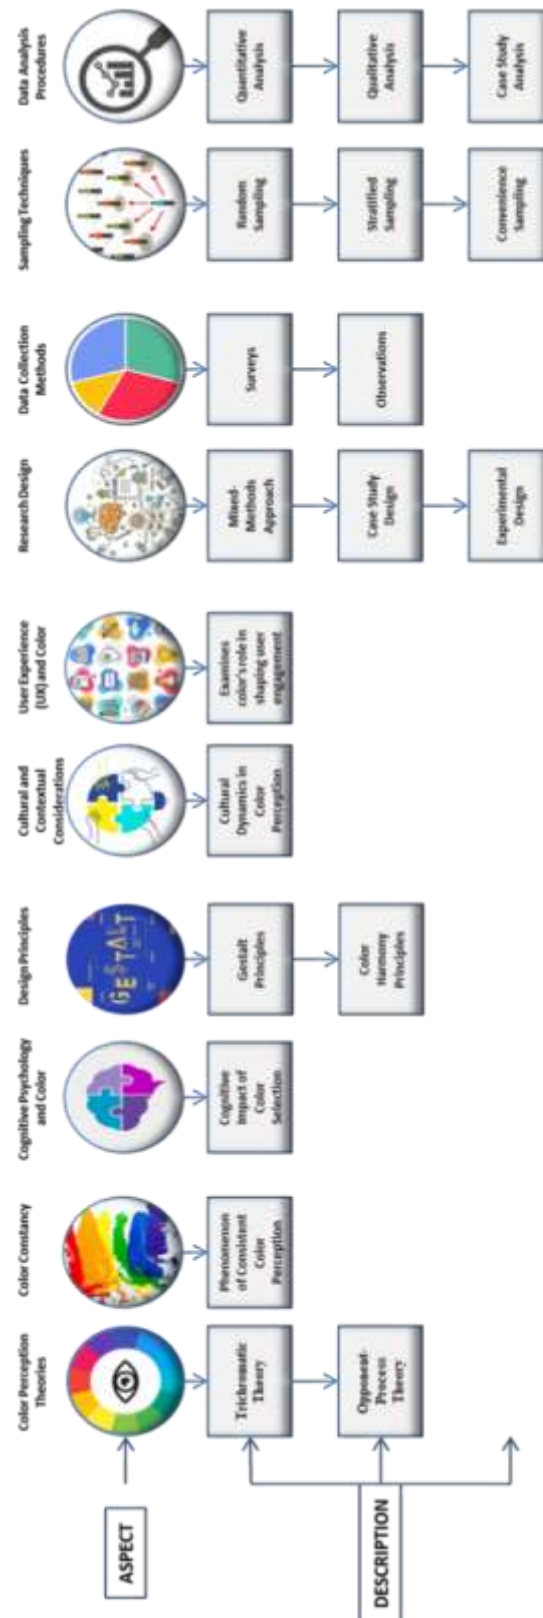 Color Perception
Theories
Color Constancy
Cognitive Psychology
and Color
Design Principles
Cultural and
Contextual
Considerations
User Experience
(UX) and Color
Research Design
Data Collection
Methods
Sampling Techniques
Data Analysis
Procedures
ASPECT
GESTALT
Trichromatic
Theory
Phenomenon
of Consistent
Color
Perception
Cognitive
Impact of
Color
Selection
Gestalt
Principles
Cultural
Dynamics in
Color
Perception
Examines
color's role in
shaping user
engagement
Mixed-
Methods
Approach
Surveys
Random
Sampling
Quantitative
Analysis
DESCRIPTION
Opponent-
Process
Theory
Color
Harmony
Principles
Case Study
Design
Observations
Stratified
Sampling
Qualitative
Analysis
Experimental
Design
Convenience
Sampling
Case Study
Analysis